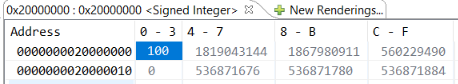 0x20000000 : 0x20000000 <Signed Integer> New Renderings...
Address 0 - 3 4 - 7 8 - B C - F
0000000020000000 100 1819043144 1867980911 560229490
0000000020000010 0 536871676 536871780 536871884